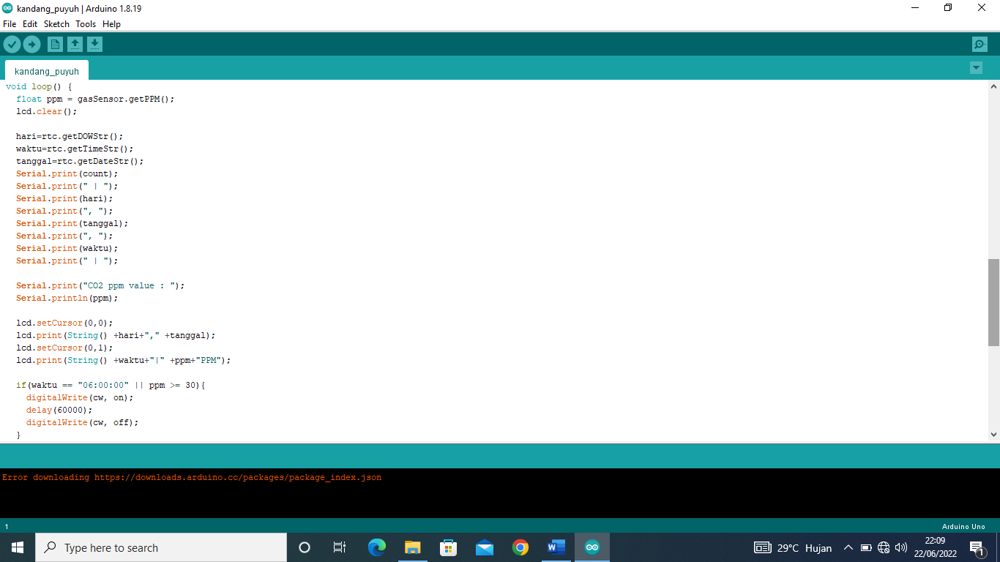 kandang_puyuh | Arduino 1.8.19
File Edit Sketch Tools Help
kandang_puyuh
void loop() {
  float ppm = gasSensor.getPPM();
  lcd.clear();

  hari=rtc.getDOWStr();
  waktu=rtc.getTimeStr();
  tanggal=rtc.getDateStr();
  Serial.print(count);
  Serial.print(" | ");
  Serial.print(hari);
  Serial.print(", ");
  Serial.print(tanggal);
  Serial.print(", ");
  Serial.print(waktu);
  Serial.print(" | ");

  Serial.print("CO2 ppm value : ");
  Serial.println(ppm);

  lcd.setCursor(0,0);
  lcd.print(String() +hari+"," +tanggal);
  lcd.setCursor(0,1);
  lcd.print(String() +waktu+"|" +ppm+"PPM");

  if(waktu == "06:00:00" || ppm >= 30){
    digitalWrite(cw, on);
    delay(60000);
    digitalWrite(cw, off);
  }
Error downloading https://downloads.arduino.cc/packages/package_index.json
1 Arduino Uno
Type here to search
29°C Hujan
22:09
22/06/2022
1